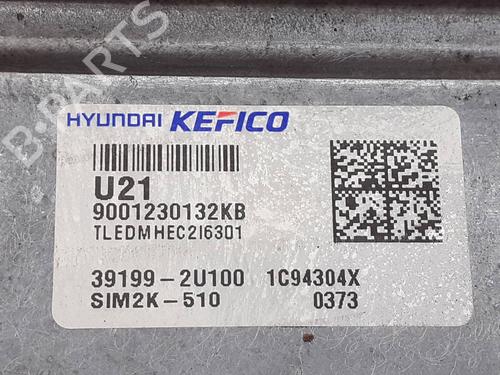 HYUNDAI KEFICO
U21
9001230132KB
TLEDMHEC2I6301
39199-2U100 1C94304X
SIM2K-510 0373
B-PARTS